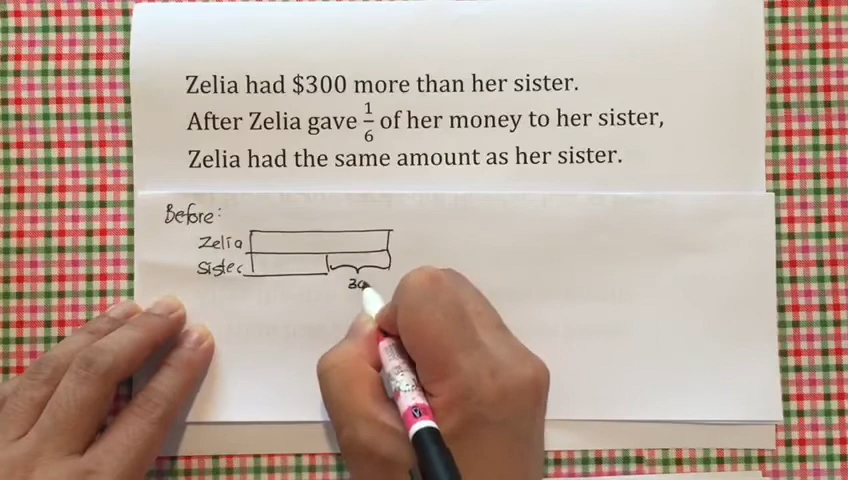 Zelia had $300 more than her sister.
After Zelia gave 1/6 of her money to her sister,
Zelia had the same amount as her sister.
Before:
Zelia
Sister
30